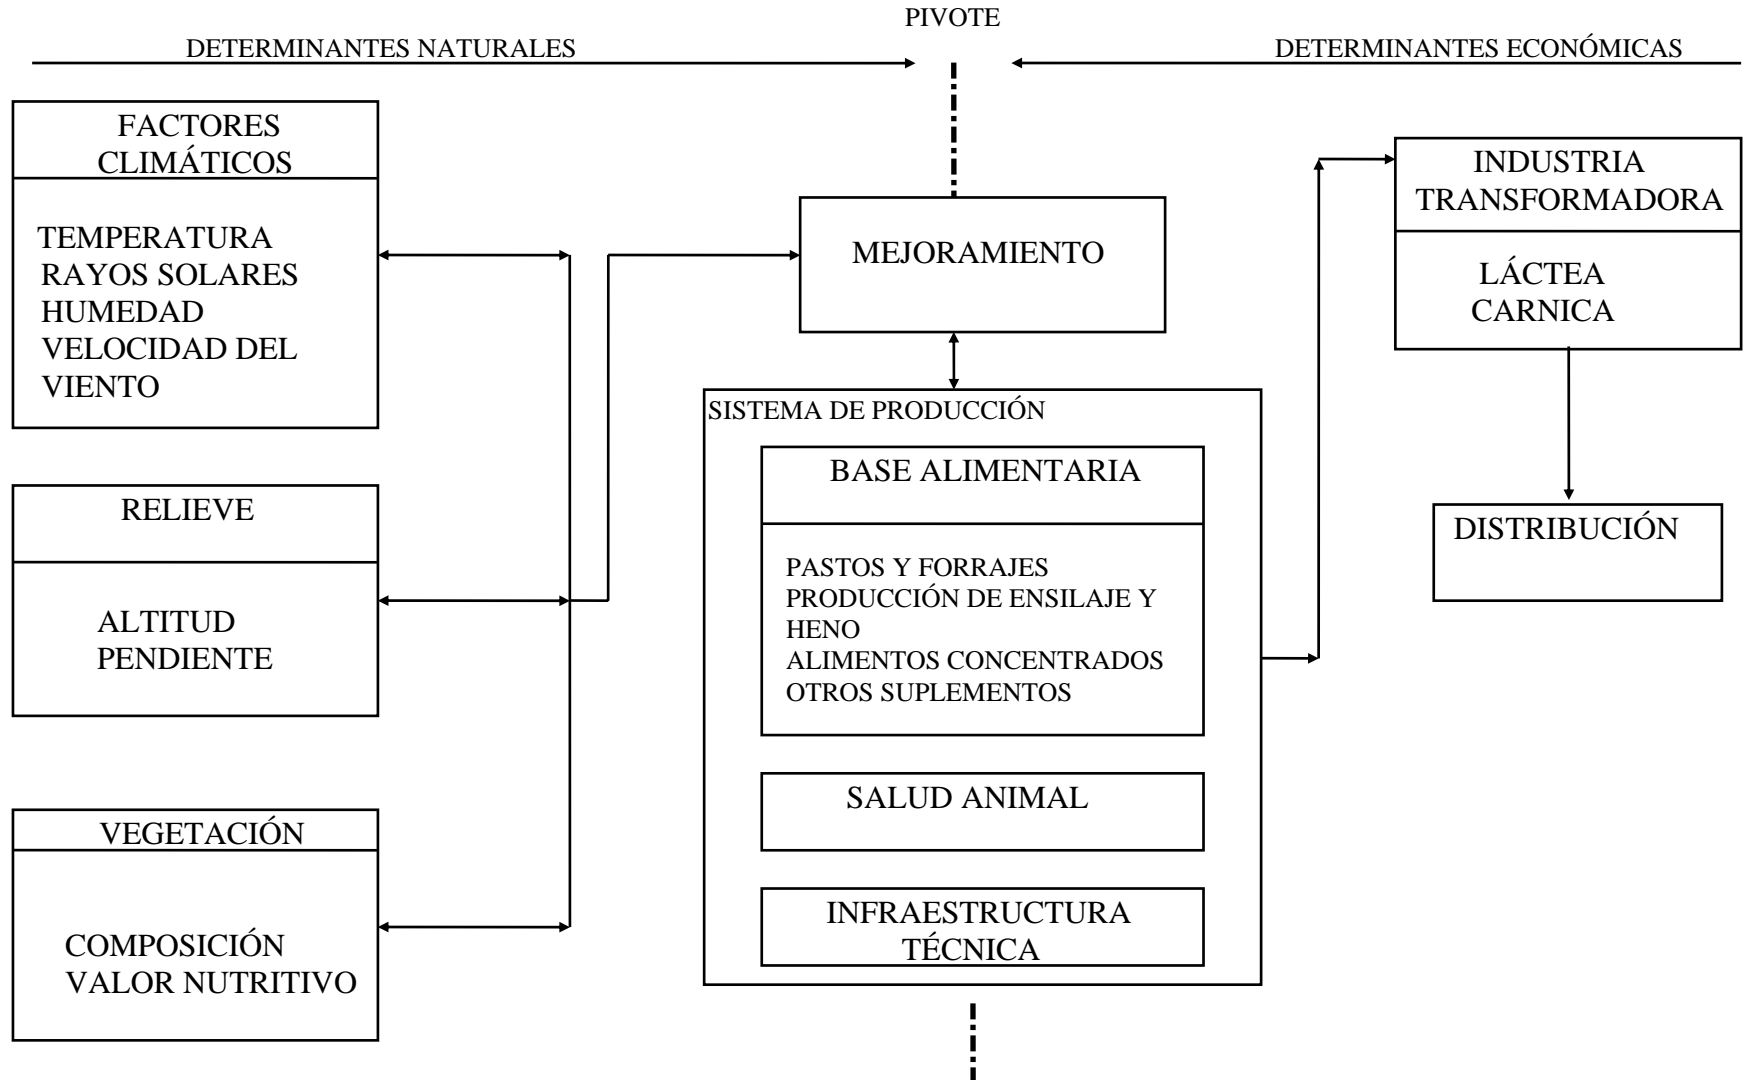 PIVOTE
DETERMINANTES NATURALES
DETERMINANTES ECONÓMICAS
FACTORES
CLIMÁTICOS
TEMPERATURA
RAYOS SOLARES
HUMEDAD
VELOCIDAD DEL
VIENTO
RELIEVE
ALTITUD
PENDIENTE
VEGETACIÓN
COMPOSICIÓN
VALOR NUTRITIVO
MEJORAMIENTO
SISTEMA DE PRODUCCIÓN
BASE ALIMENTARIA
PASTOS Y FORRAJES
PRODUCCIÓN DE ENSILAJE Y
HENO
ALIMENTOS CONCENTRADOS
OTROS SUPLEMENTOS
SALUD ANIMAL
INFRAESTRUCTURA
TÉCNICA
INDUSTRIA
TRANSFORMADORA
LÁCTEA
CARNICA
DISTRIBUCIÓN